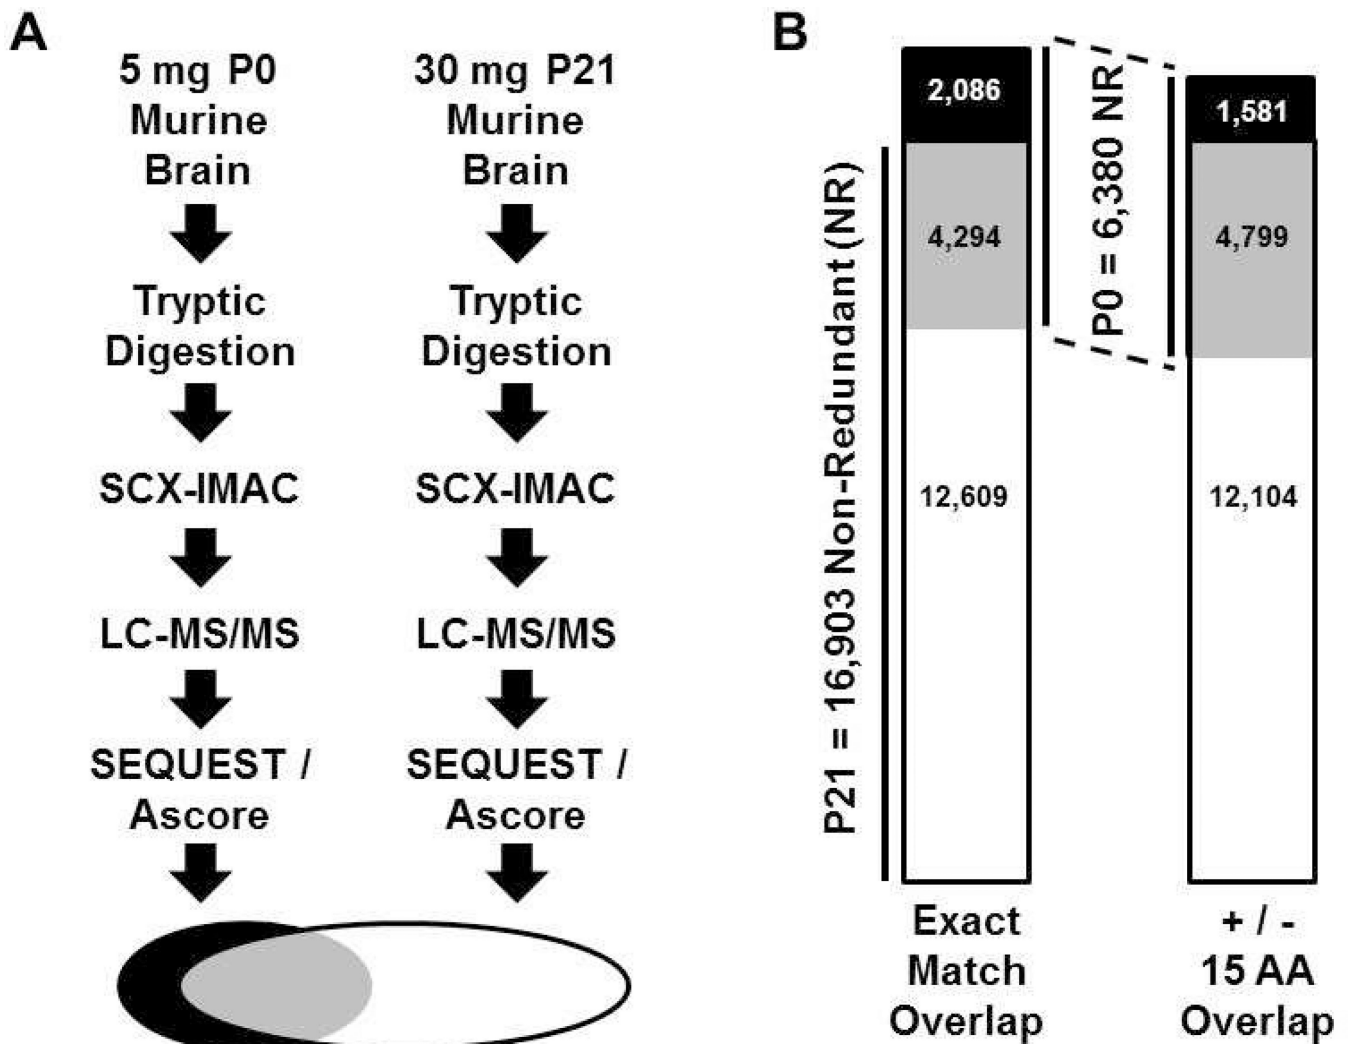 A
5 mg P0
Murine
Brain
Tryptic
Digestion
SCX-IMAC
LC-MS/MS
SEQUEST /
Ascore
30 mg P21
Murine
Brain
Tryptic
Digestion
SCX-IMAC
LC-MS/MS
SEQUEST /
Ascore
B
P21 = 16,903 Non-Redundant (NR)
2,086
4,294
12,609
Exact
Match
Overlap
P0 = 6,380 NR
1,581
4,799
12,104
+ / -
15 AA
Overlap